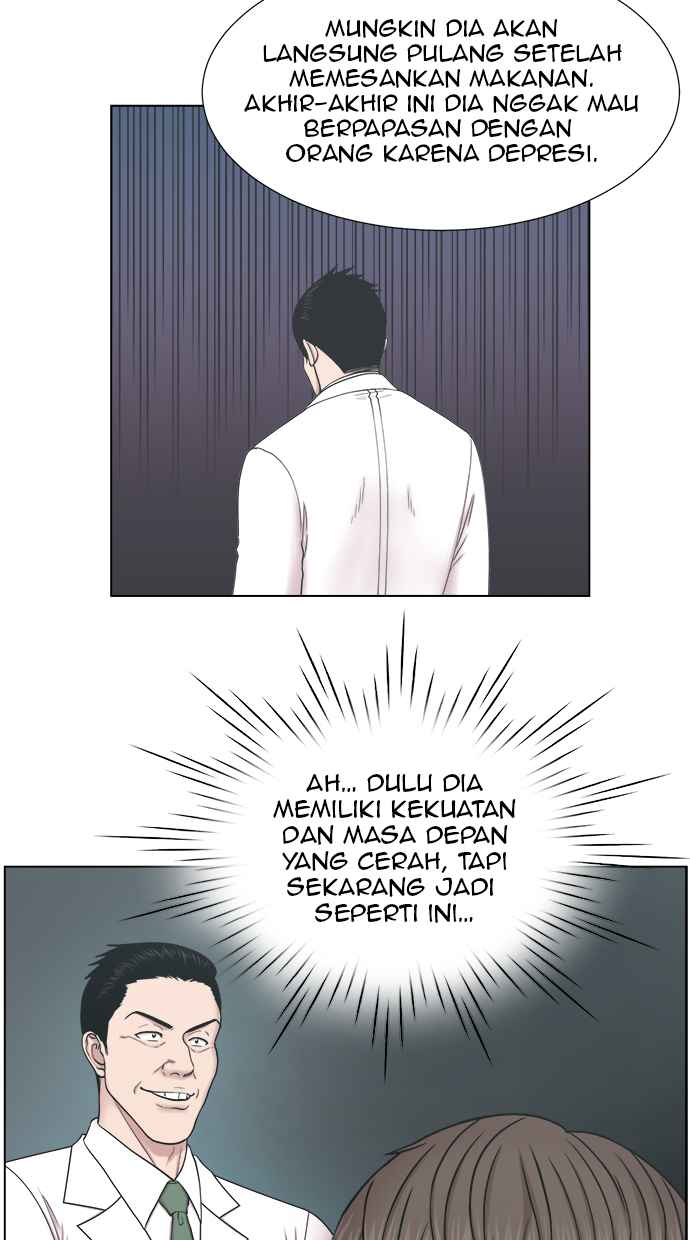 MUNGKIN DIA AKAN
LANGSUNG PULANG SETELAH
MEMESANKAN MAKANAN.
AKHIR-AKHIR INI DIA NGGAK MAU
BERPAPASAN DENGAN
ORANG KARENA DEPRESI.
AH... DULU DIA
MEMILIKI KEKUATAN
DAN MASA DEPAN
YANG CERAH, TAPI
SEKARANG JADI
SEPERTI INI...